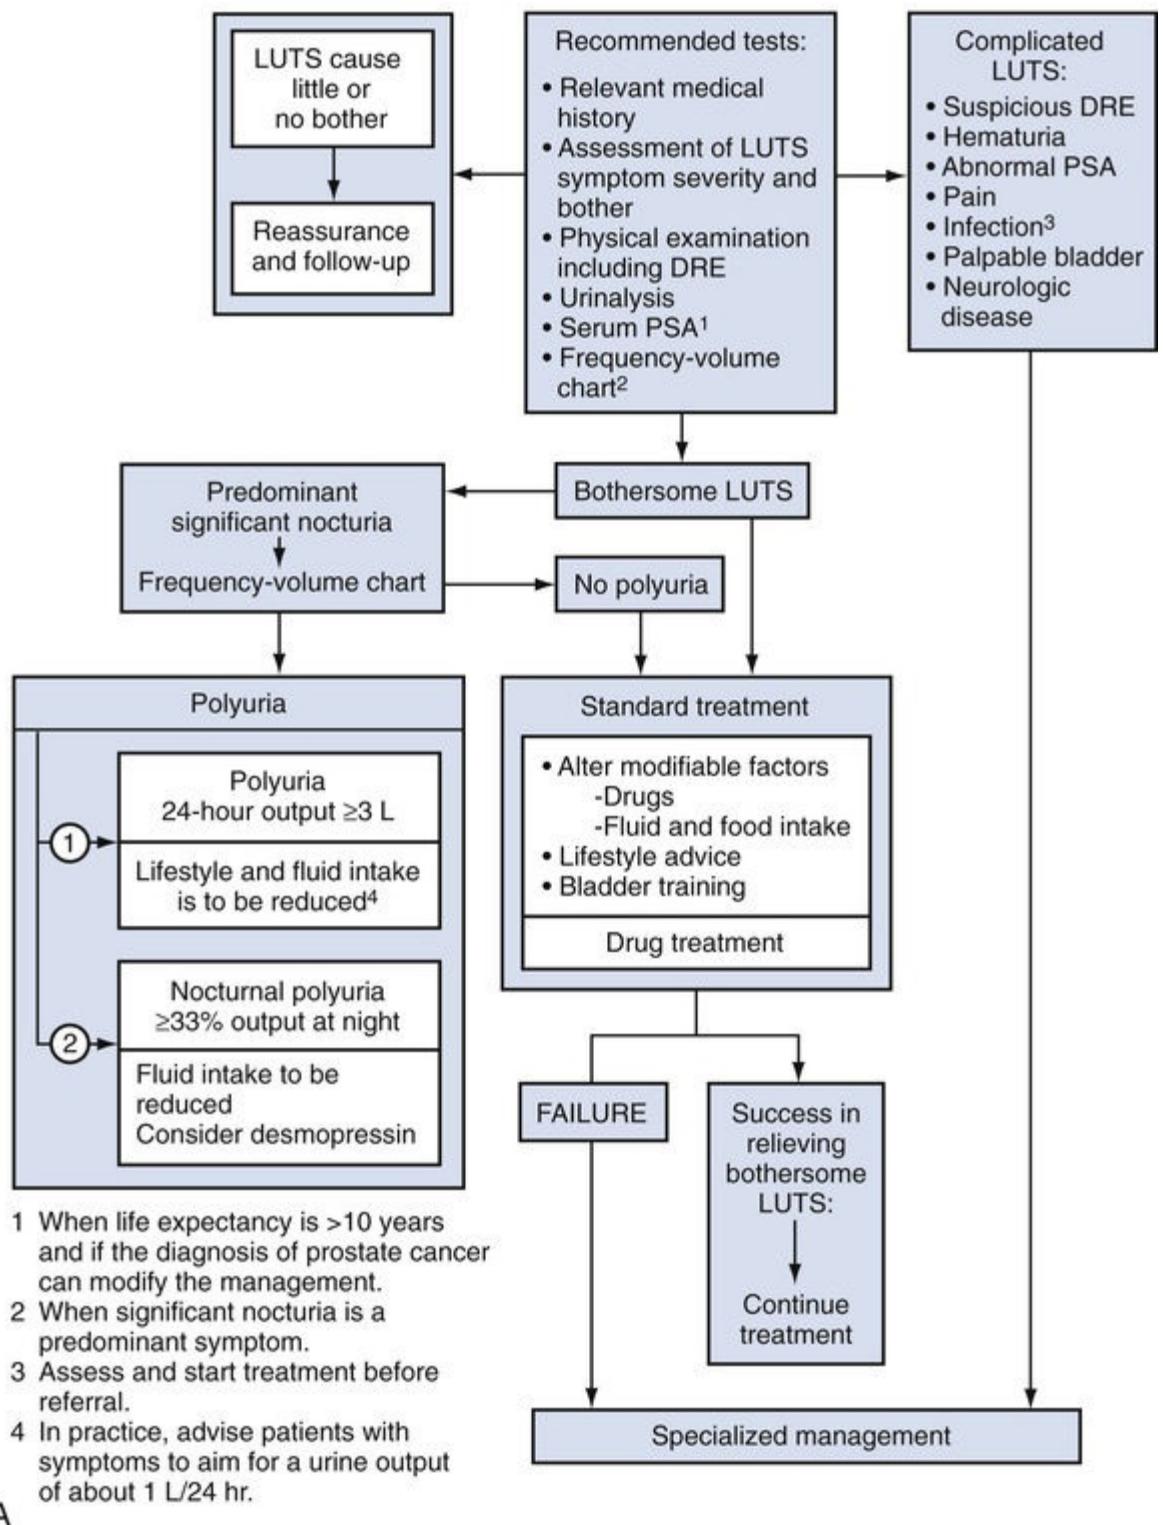 LUTS cause
little or
no bother
Reassurance
and follow-up
Recommended tests:
• Relevant medical
history
• Assessment of LUTS
symptom severity and
bother
• Physical examination
including DRE
• Urinalysis
• Serum PSA¹
• Frequency-volume
chart²
Complicated
LUTS:
• Suspicious DRE
• Hematuria
• Abnormal PSA
• Pain
• Infection³
• Palpable bladder
• Neurologic
disease
Predominant
significant nocturia
Frequency-volume chart
Bothersome LUTS
No polyuria
Polyuria
1
Polyuria
24-hour output ≥3 L
Lifestyle and fluid intake
is to be reduced⁴
2
Nocturnal polyuria
≥33% output at night
Fluid intake to be
reduced
Consider desmopressin
Standard treatment
• Alter modifiable factors
-Drugs
-Fluid and food intake
• Lifestyle advice
• Bladder training
Drug treatment
FAILURE
Success in
relieving
bothersome
LUTS:
Continue
treatment
Specialized management
1 When life expectancy is >10 years
and if the diagnosis of prostate cancer
can modify the management.
2 When significant nocturia is a
predominant symptom.
3 Assess and start treatment before
referral.
4 In practice, advise patients with
symptoms to aim for a urine output
of about 1 L/24 hr.
A